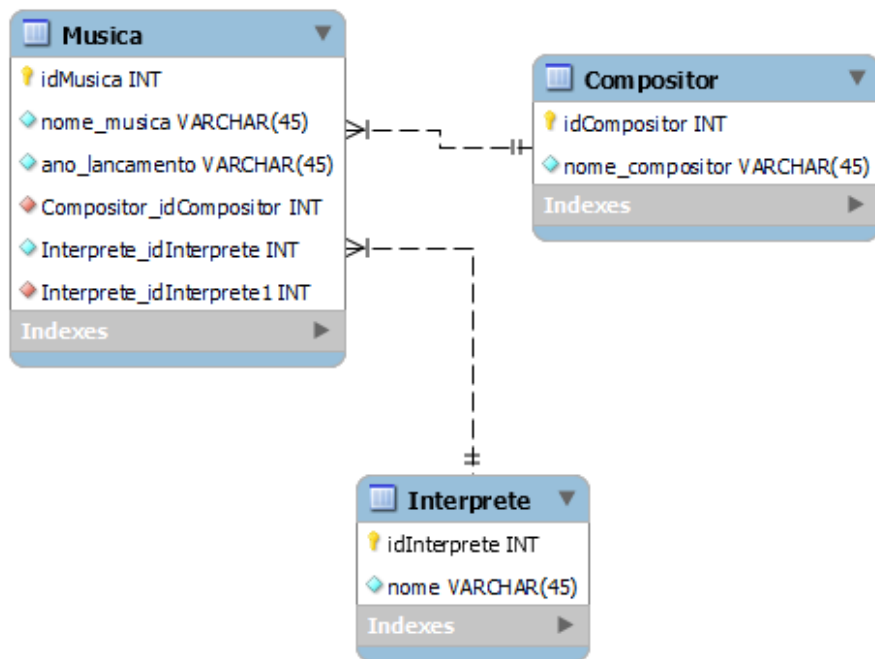 Musica
idMusica INT
nome_musica VARCHAR(45)
ano_lancamento VARCHAR(45)
Compositor_idCompositor INT
Interprete_idInterprete INT
Interprete_idInterprete1 INT
Indexes
Compositor
idCompositor INT
nome_compositor VARCHAR(45)
Indexes
Interprete
idInterprete INT
nome VARCHAR(45)
Indexes